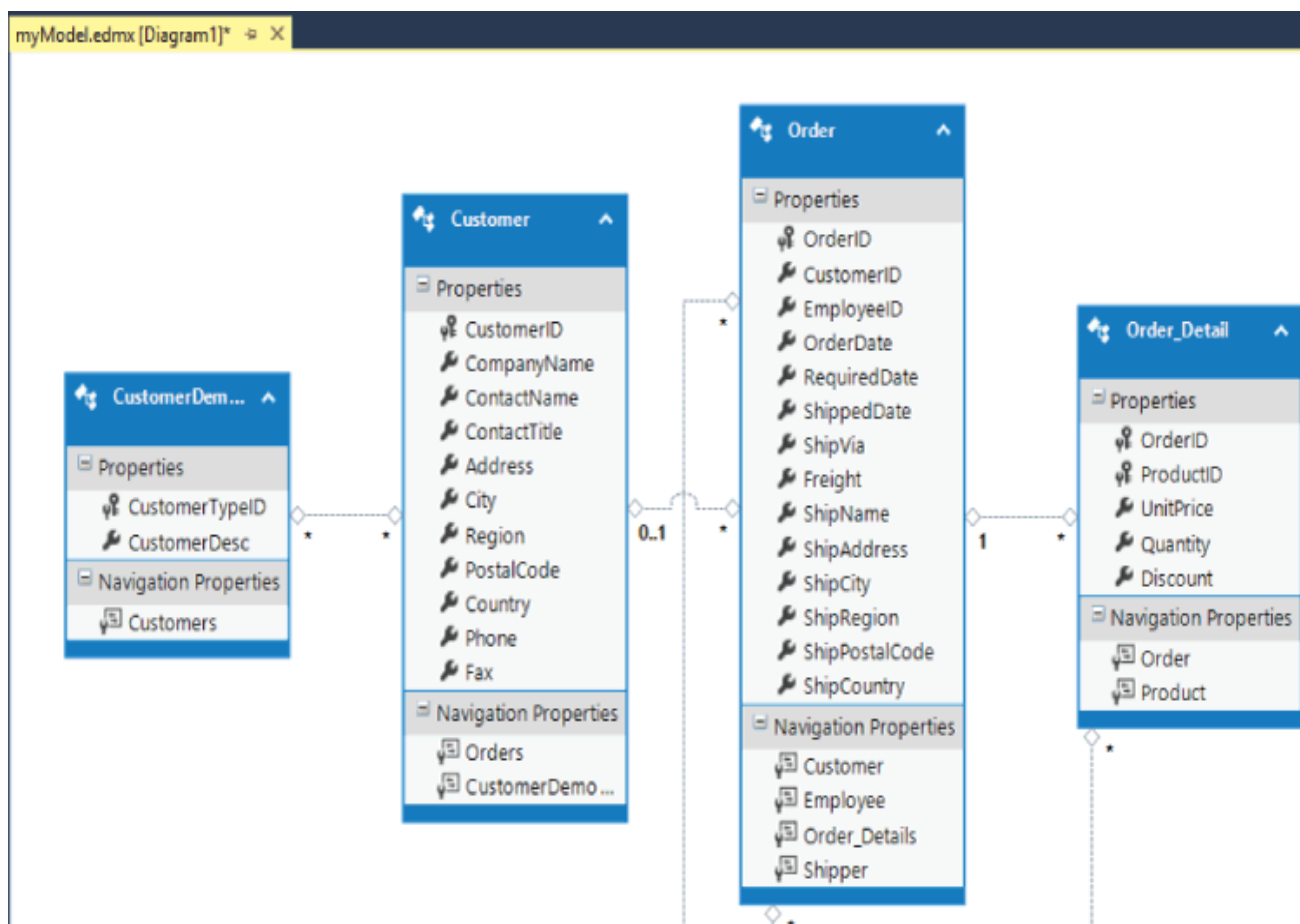 myModel.edmx [Diagram1]*
CustomerDem...
Properties
CustomerTypeID
CustomerDesc
Navigation Properties
Customers
*
*
Customer
Properties
CustomerID
CompanyName
ContactName
ContactTitle
Address
City
Region
PostalCode
Country
Phone
Fax
Navigation Properties
Orders
CustomerDemo...
0..1
*
*
Order
Properties
OrderID
CustomerID
EmployeeID
OrderDate
RequiredDate
ShippedDate
ShipVia
Freight
ShipName
ShipAddress
ShipCity
ShipRegion
ShipPostalCode
ShipCountry
Navigation Properties
Customer
Employee
Order_Details
Shipper
*
1
*
Order_Detail
Properties
OrderID
ProductID
UnitPrice
Quantity
Discount
Navigation Properties
Order
Product
*